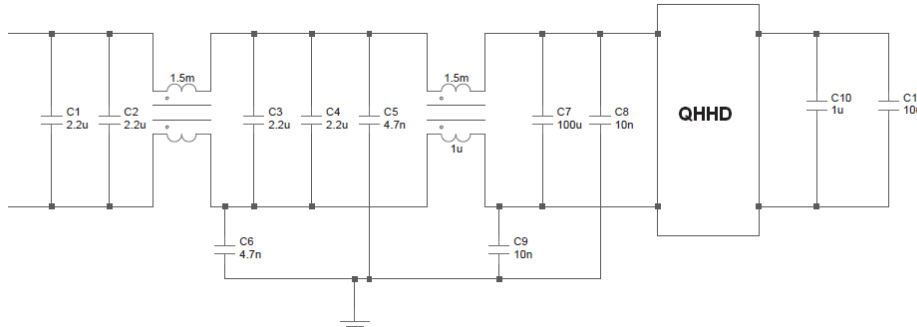 1.5m
1.5m
C1
2.2u
C2
2.2u
C3
2.2u
C4
2.2u
C5
4.7n
1u
C7
100u
C8
10n
QHHD
C10
1u
C6
4.7n
C9
10n